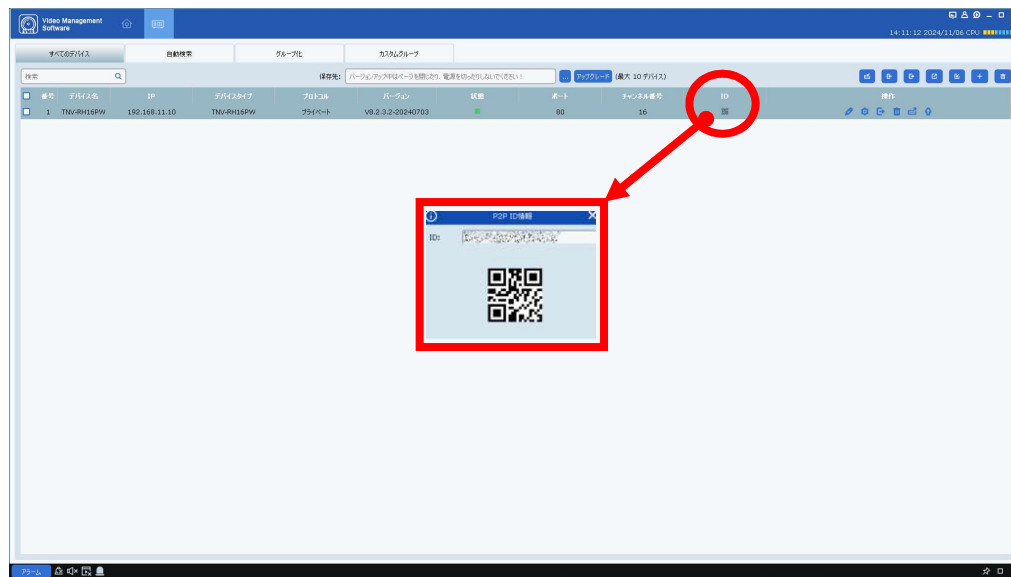 Video Management
Software
14:11:12 2024/11/06 CPU
すべてのデバイス 自動検索 グループ化 カスタムグループ
検索 保存先: バージョンアップ中はページを閉じたり、電源を切ったりしないでください! ... アップグレード (最大 10 デバイス)
番号 デバイス名 IP デバイスタイプ プロトコル バージョン 状態 ポート チャンネル番号 ID 操作
1 TNV-RH16PW 192.168.11.10 TNV-RH16PW プライベート V8.2.3.2-20240703 80 16
P2P ID情報 X
ID:
アラーム